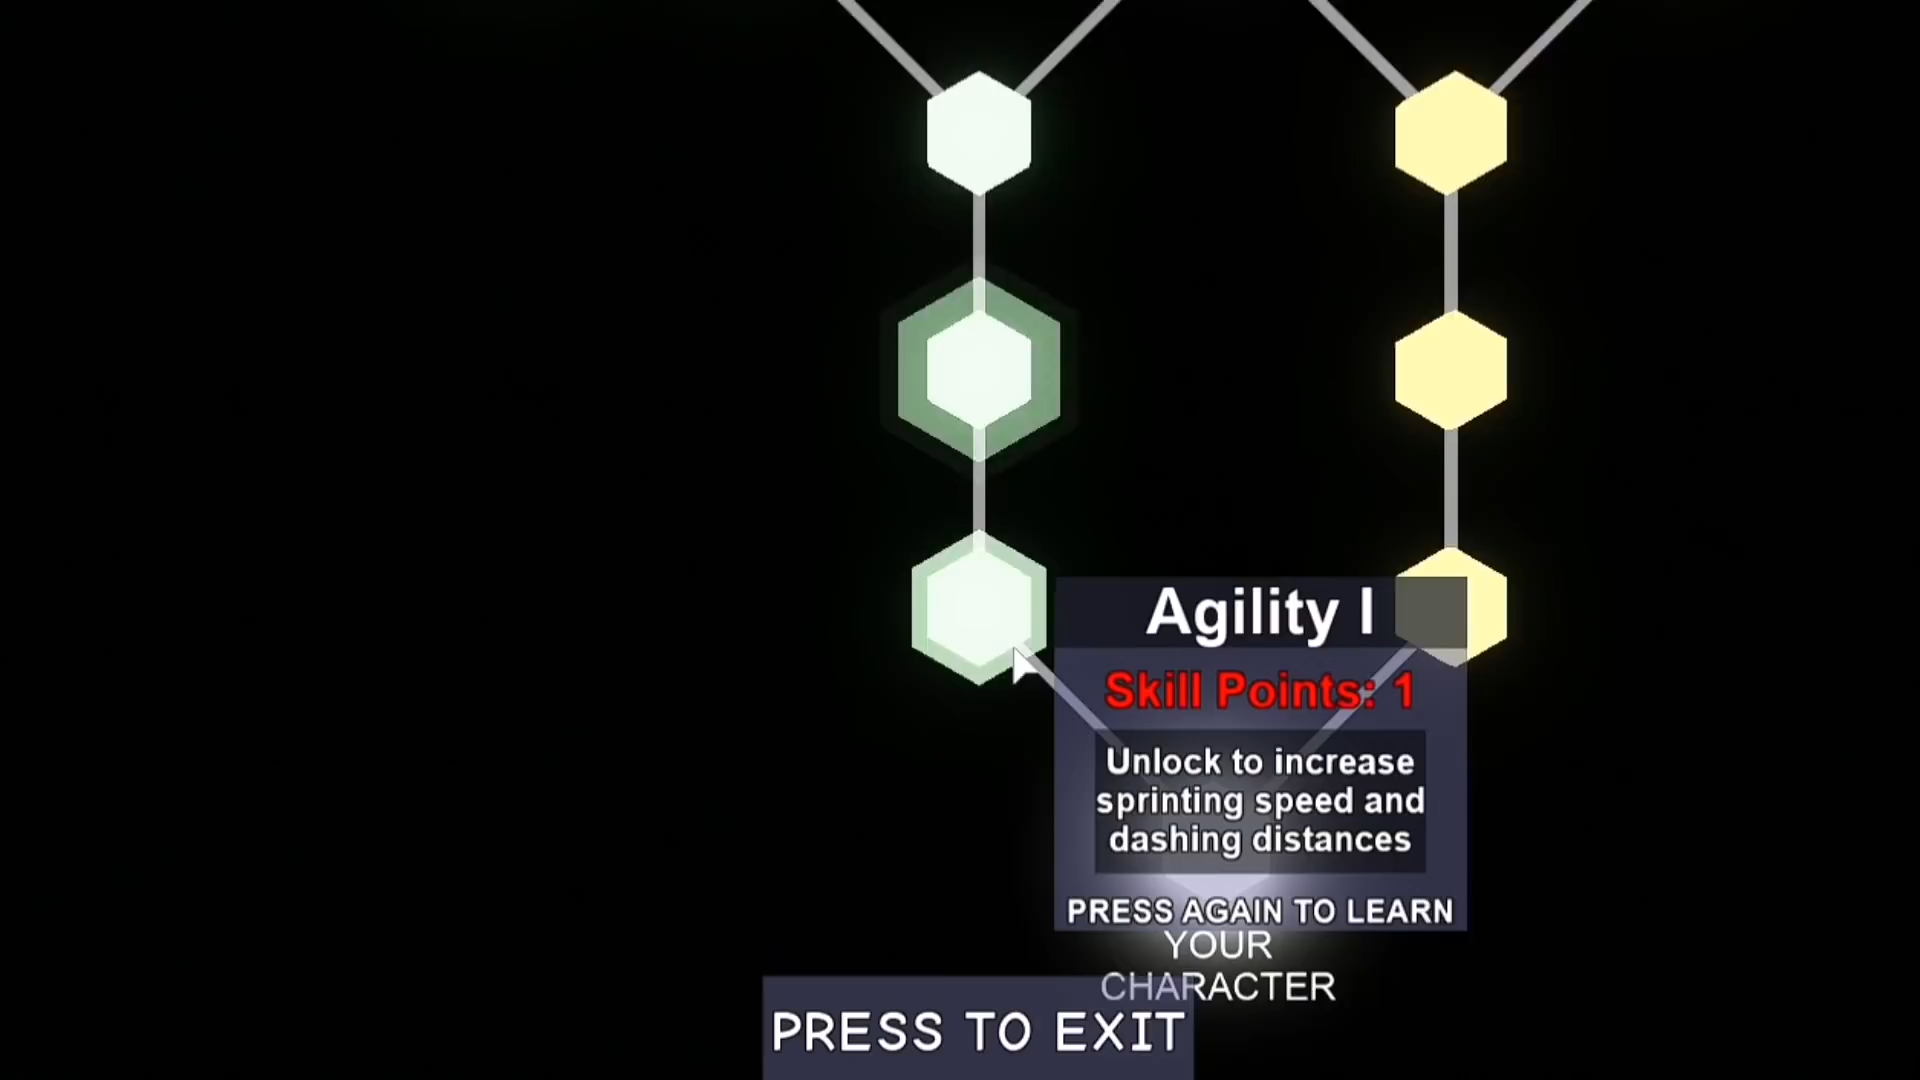 Agility I
Skill Points: 1
Unlock to increase
sprinting speed and
dashing distances
PRESS AGAIN TO LEARN
YOUR
CHARACTER
PRESS TO EXIT